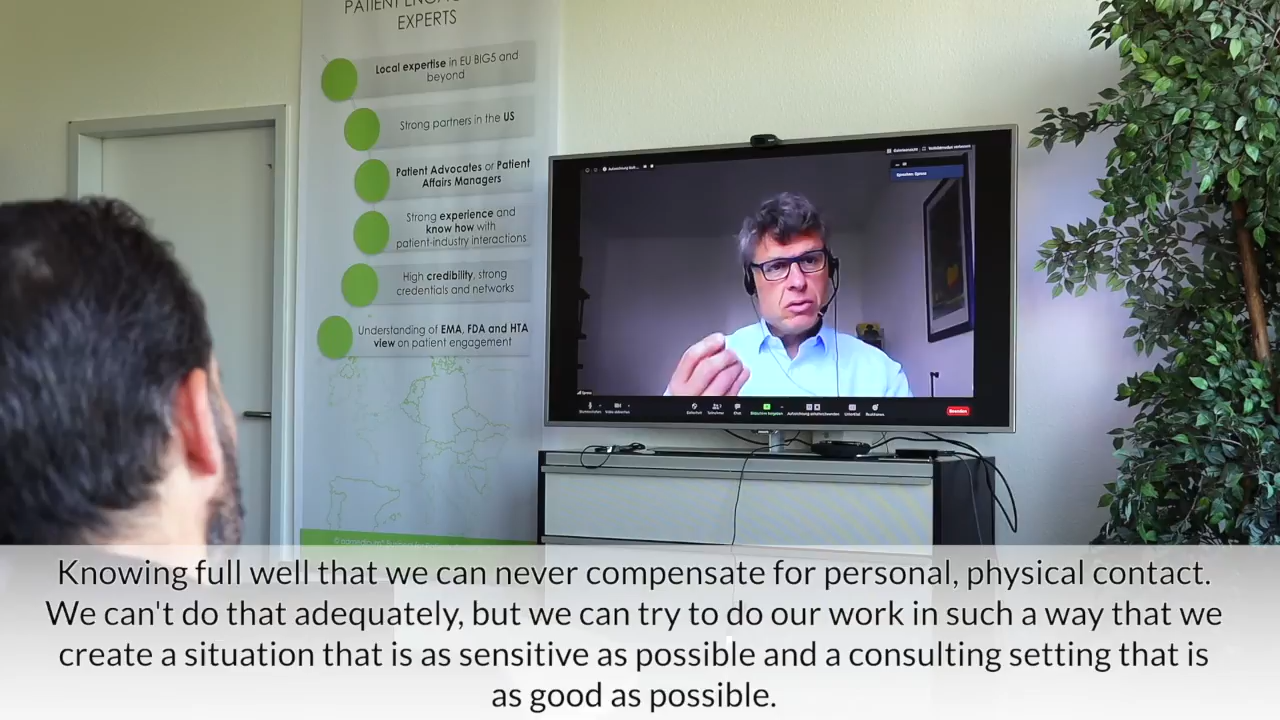 PATIENT
EXPERTS
Local expertise in EU BIG5 and
beyond
Strong partners in the US
Patient Advocates or Patient
Affairs Managers
Strong experience and
know how with
patient-industry interactions
High credibility, strong
credentials and networks
Understanding of EMA, FDA and HTA
view on patient engagement
Beenden
Knowing full well that we can never compensate for personal, physical contact.
We can't do that adequately, but we can try to do our work in such a way that we
create a situation that is as sensitive as possible and a consulting setting that is
as good as possible.